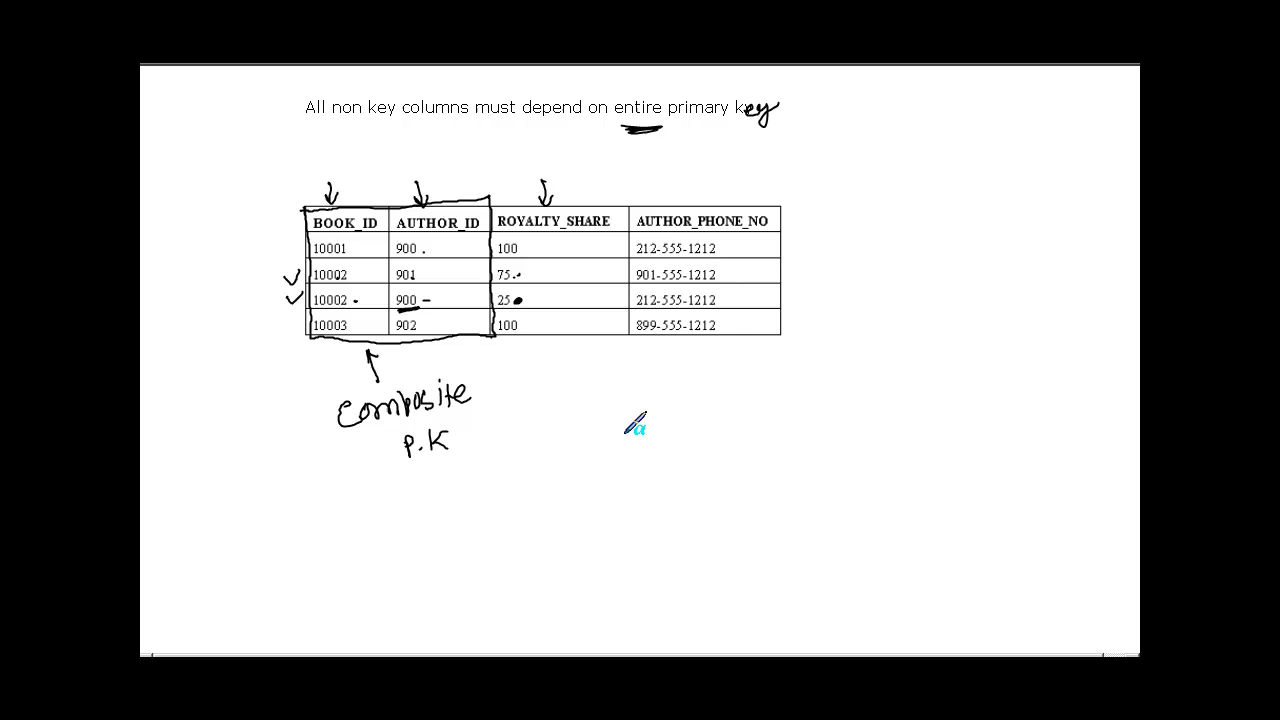 All non key columns must depend on entire primary key
BOOK_ID AUTHOR_ID ROYALTY_SHARE AUTHOR_PHONE_NO
10001 900 100 212-555-1212
10002 901 75 901-555-1212
10002 900 25 212-555-1212
10003 902 100 899-555-1212
composite
P.K
a